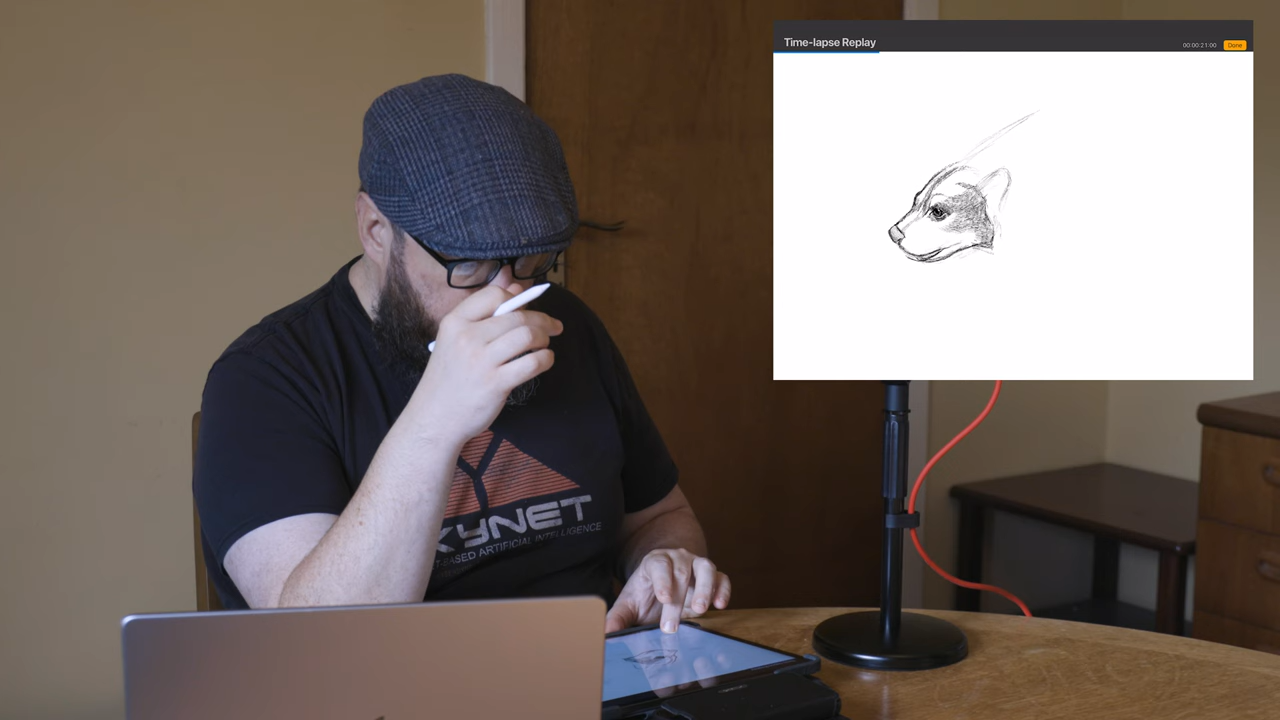 Time-lapse Replay
00:00:21:00
Done
KYNET
BASED ARTIFICIAL INTELLIGENCE